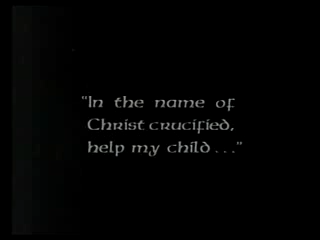 "In the name of
Christ crucified,
help my child..."